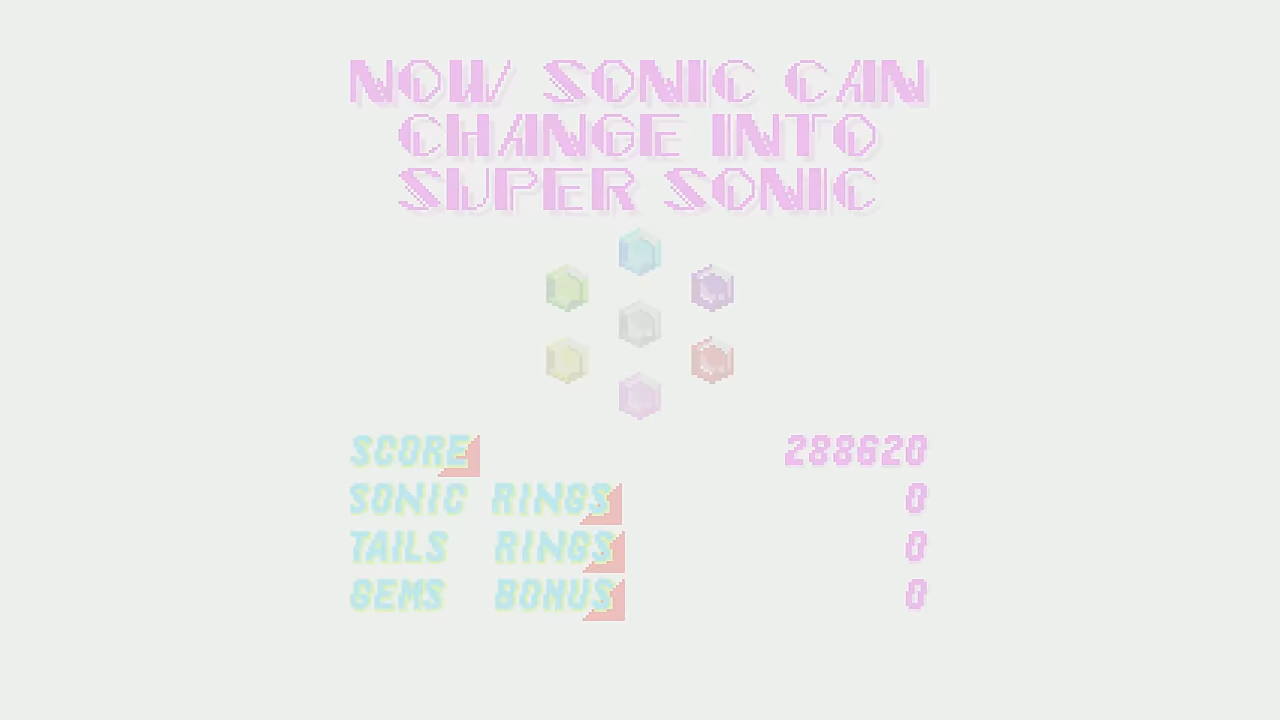 NOW SONIC CAN
CHANGE INTO
SUPER SONIC
SCORE 288620
SONIC RINGS 0
TAILS RINGS 0
GEMS BONUS 0